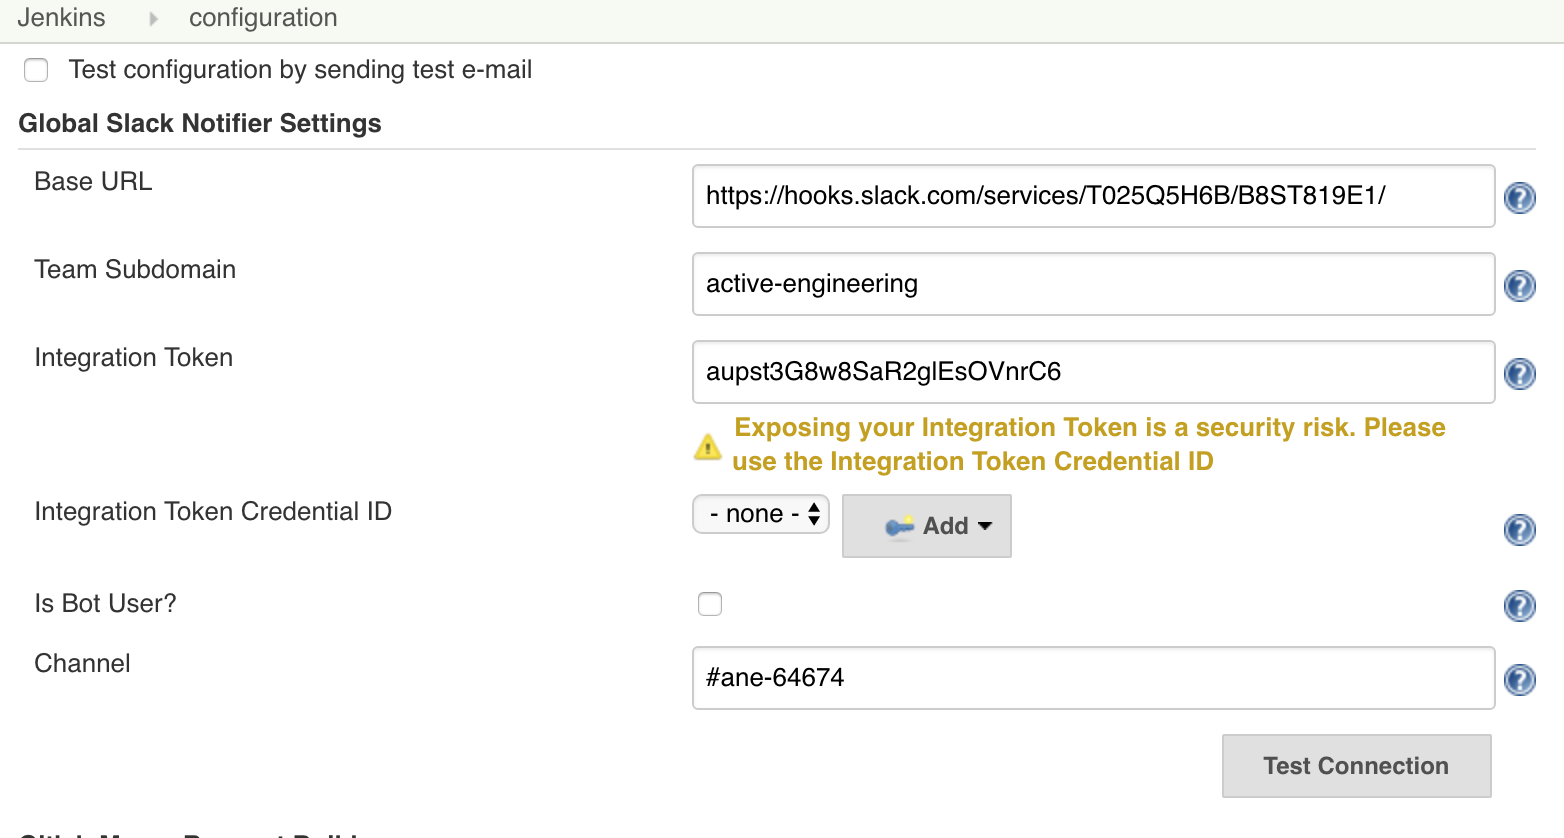 Jenkins configuration
Test configuration by sending test e-mail
Global Slack Notifier Settings
Base URL
https://hooks.slack.com/services/T025Q5H6B/B8ST819E1/
Team Subdomain
active-engineering
Integration Token
aupst3G8w8SaR2glEsOVnrC6
Exposing your Integration Token is a security risk. Please
use the Integration Token Credential ID
Integration Token Credential ID
- none -
Add
Is Bot User?
Channel
#ane-64674
Test Connection